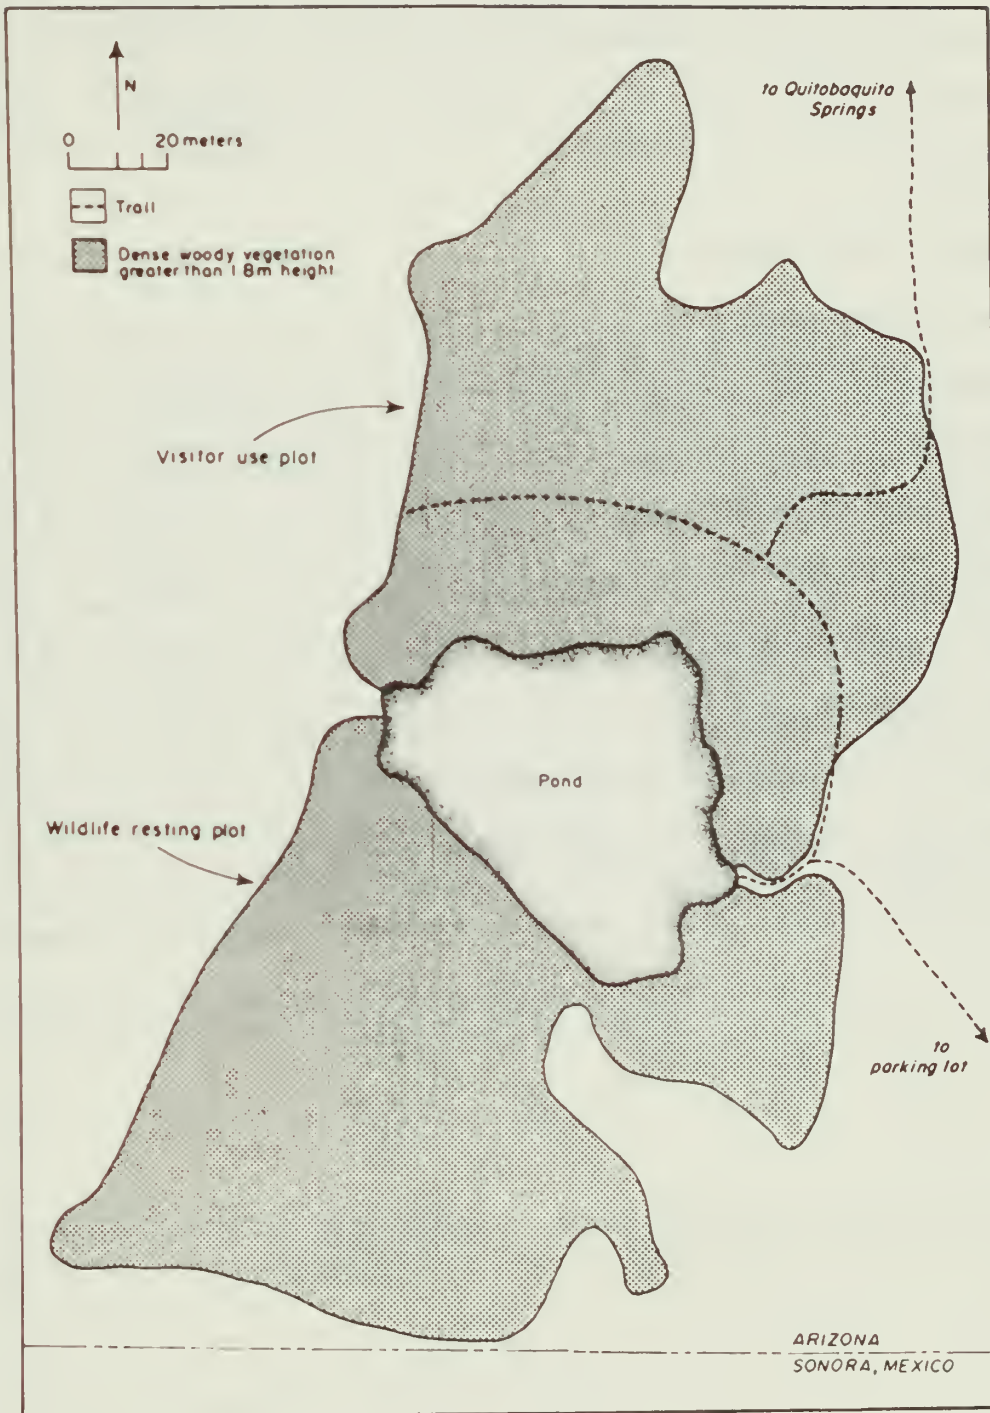 N
0 20 meters
Trail
Dense woody vegetation
greater than 1.8m height
to Quitobaquito
Springs
Visitor use plot
Pond
Wildlife resting plot
to
parking lot
ARIZONA
SONORA, MEXICO